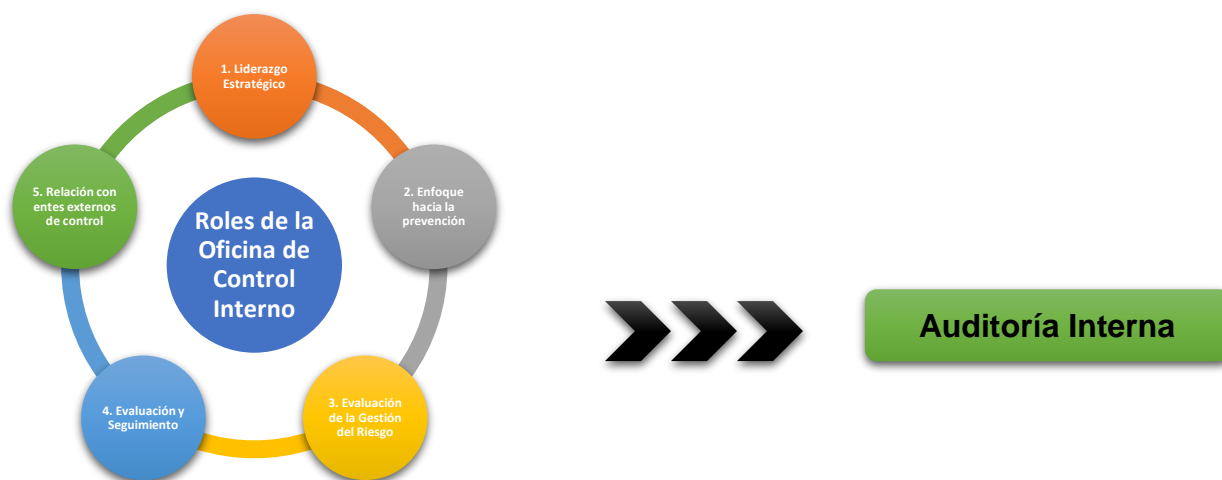 1. Liderazgo
Estratégico
2. Enfoque
hacia la
prevención
3. Evaluación
de la Gestión
del Riesgo
4. Evaluación y
Seguimiento
5. Relación con
entes externos
de control
Roles de la
Oficina de
Control
Interno
Auditoría Interna